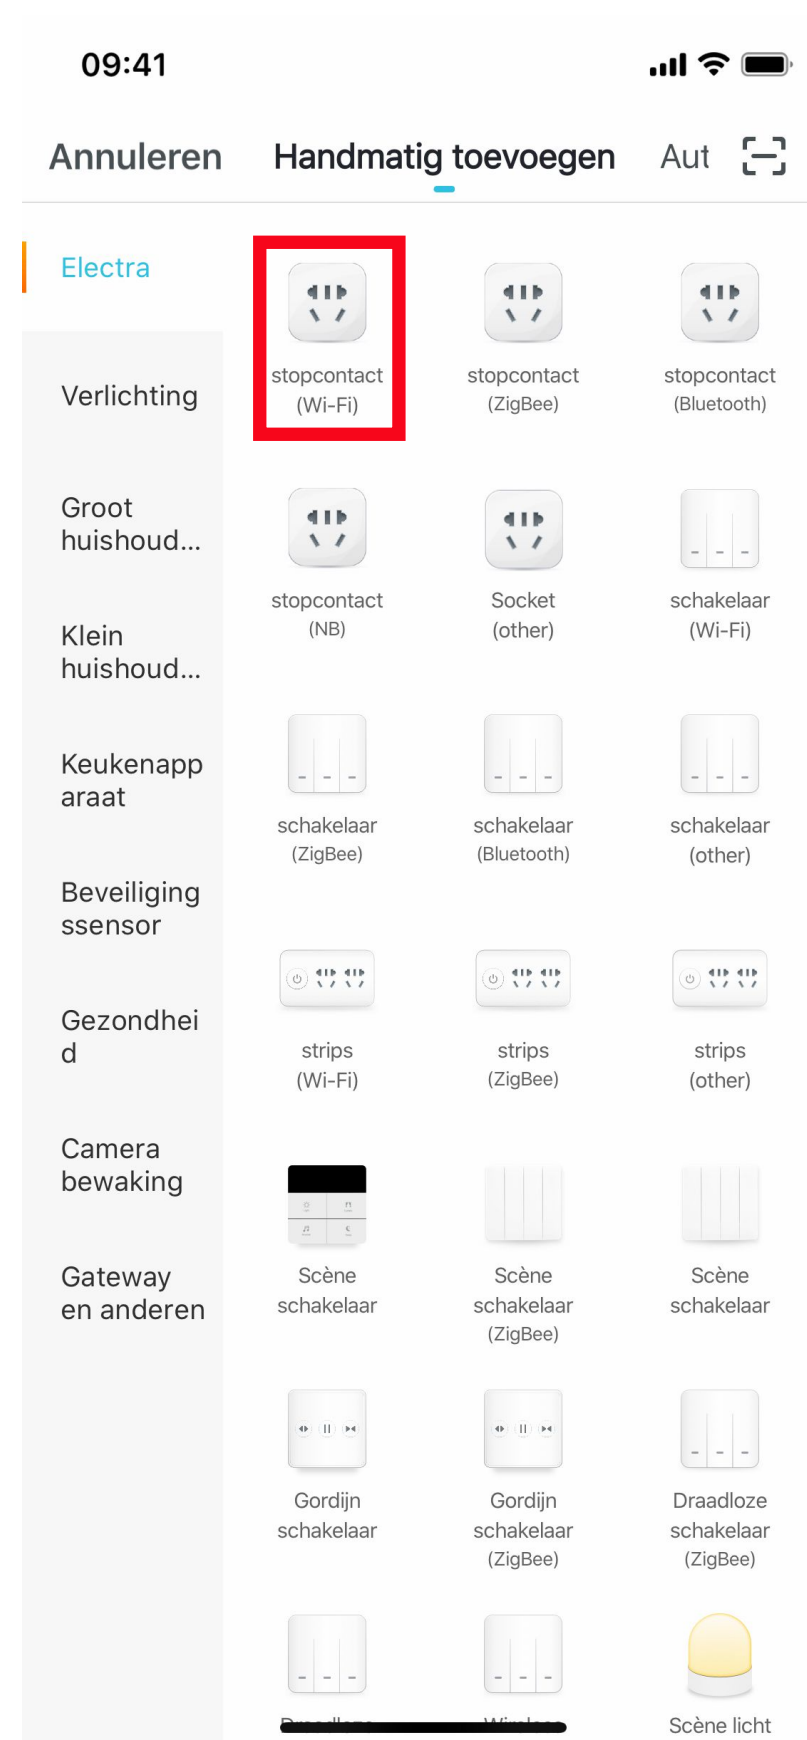 09:41
Annuleren Handmatig toevoegen Aut
Electra
Verlichting
Groot
huishoud...
Klein
huishoud...
Keukenapp
araat
Beveiliging
ssensor
Gezondhei
d
Camera
bewaking
Gateway
en anderen
stopcontact
(Wi-Fi)
stopcontact
(ZigBee)
stopcontact
(Bluetooth)
stopcontact
(NB)
Socket
(other)
schakelaar
(Wi-Fi)
schakelaar
(ZigBee)
schakelaar
(Bluetooth)
schakelaar
(other)
strips
(Wi-Fi)
strips
(ZigBee)
strips
(other)
Scène
schakelaar
Scène
schakelaar
(ZigBee)
Scène
schakelaar
Gordijn
schakelaar
Gordijn
schakelaar
(ZigBee)
Draadloze
schakelaar
(ZigBee)
Scène licht